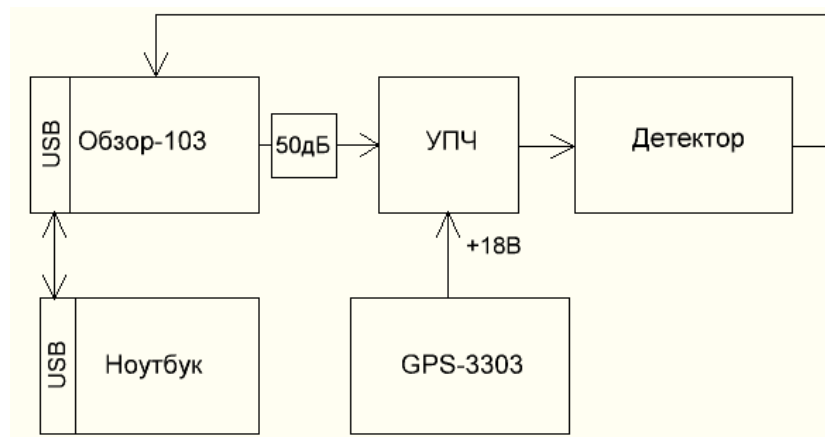 USB
Обзор-103
50дБ
УПЧ
Детектор
+18В
USB
Ноутбук
GPS-3303